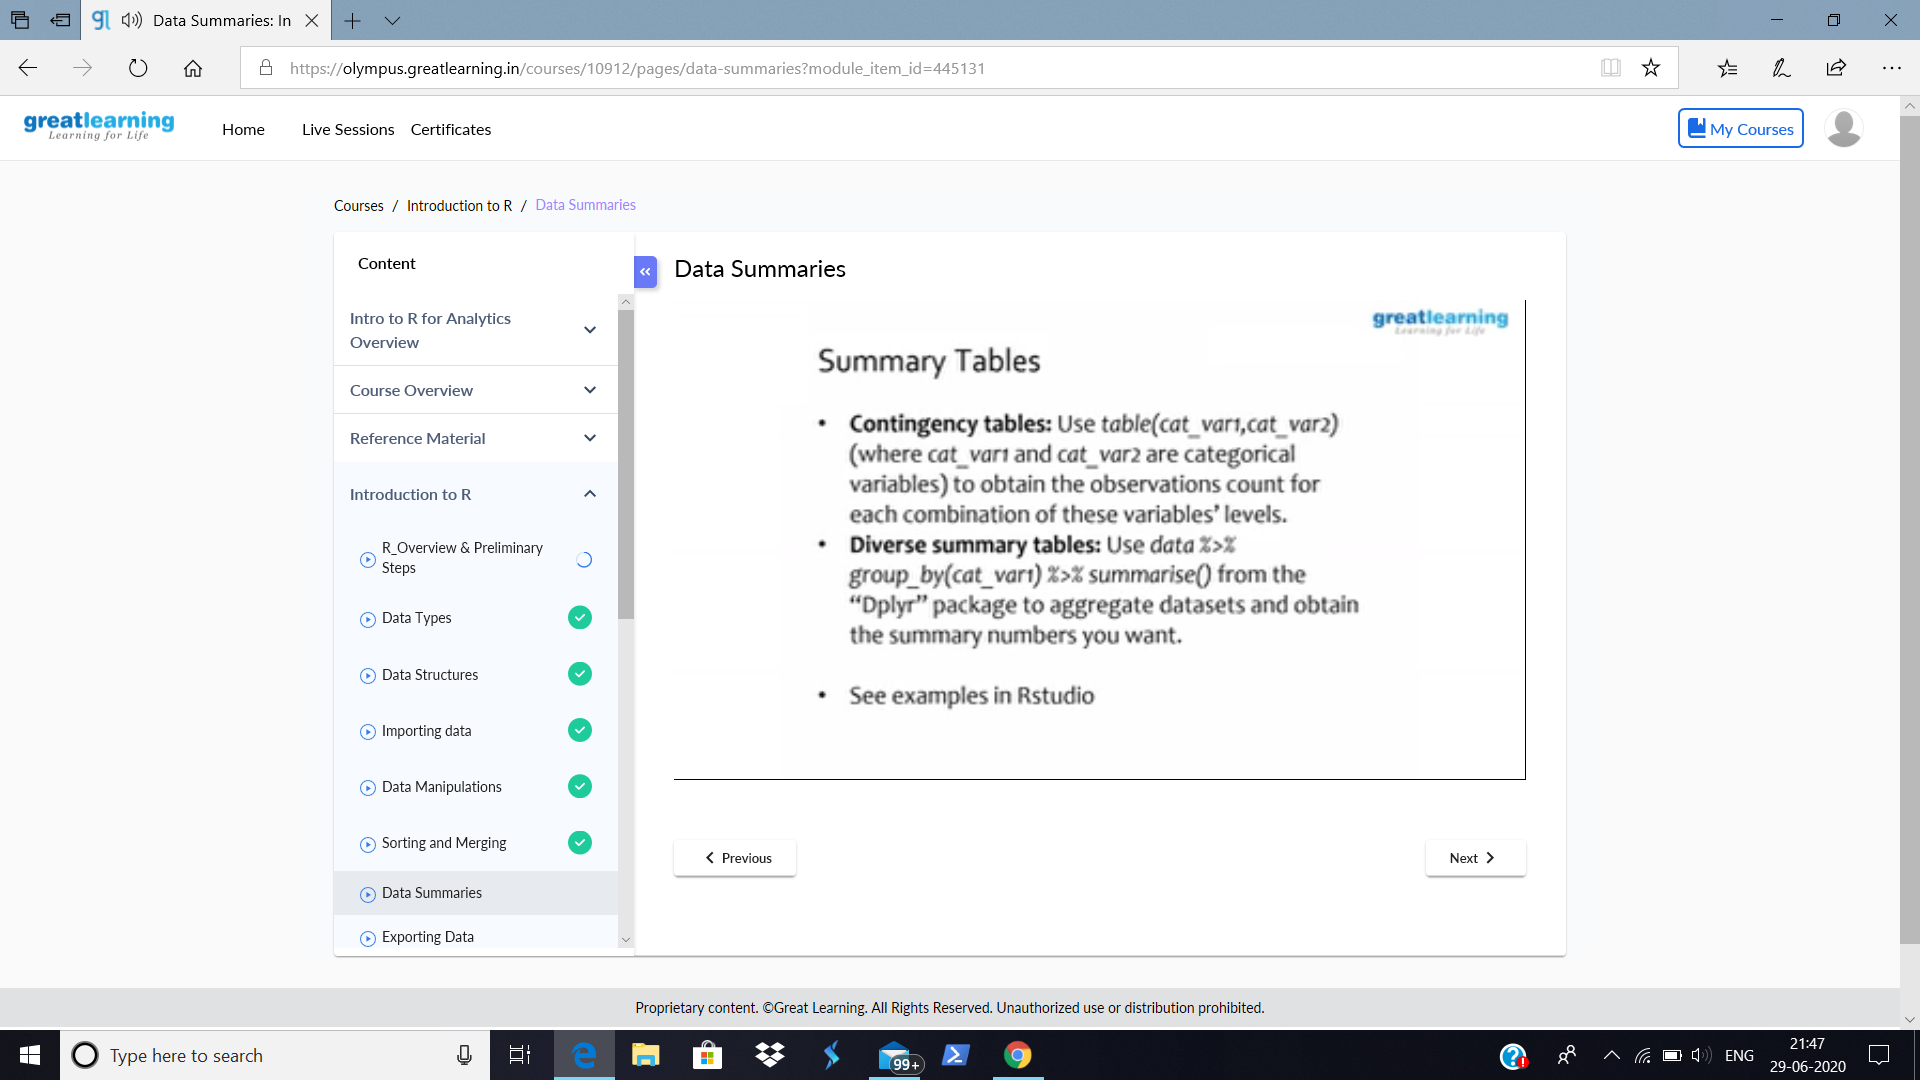 Data Summaries: In
https://olympus.greatlearning.in/courses/10912/pages/data-summaries?module_item_id=445131
greatlearning
Learning for Life
Home
Live Sessions
Certificates
My Courses
Courses / Introduction to R / Data Summaries
Content
Intro to R for Analytics
Overview
Course Overview
Reference Material
Introduction to R
R_Overview & Preliminary
Steps
Data Types
Data Structures
Importing data
Data Manipulations
Sorting and Merging
Data Summaries
Exporting Data
Data Summaries
greatlearning
Learning for Life
Summary Tables
• Contingency tables: Use table(cat_var1,cat_var2)
(where cat_var1 and cat_var2 are categorical
variables) to obtain the observations count for
each combination of these variables’ levels.
• Diverse summary tables: Use data %>%
group_by(cat_var1) %>% summarise() from the
“Dplyr” package to aggregate datasets and obtain
the summary numbers you want.
• See examples in Rstudio
Previous
Next
Proprietary content. ©Great Learning. All Rights Reserved. Unauthorized use or distribution prohibited.
Type here to search
99+
ENG
21:47
29-06-2020